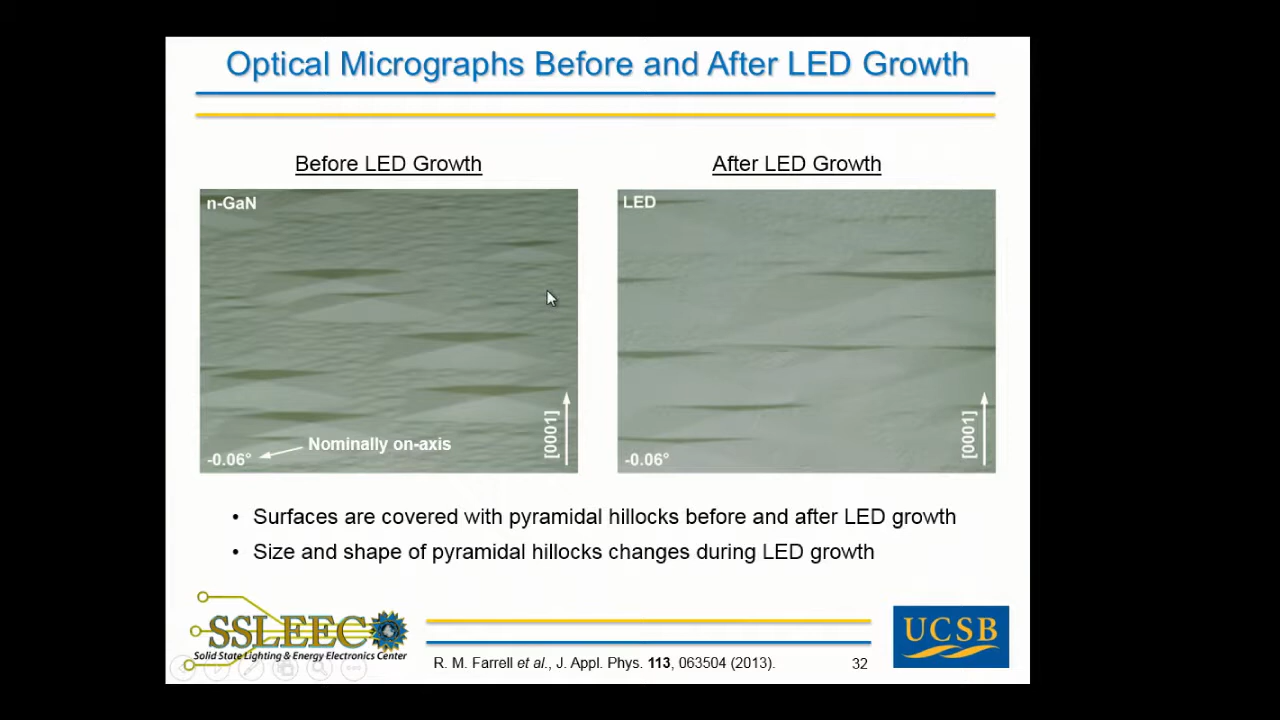 Optical Micrographs Before and After LED Growth
Before LED Growth
After LED Growth
n-GaN
LED
[0001]
[0001]
Nominally on-axis
-0.06°
-0.06°
• Surfaces are covered with pyramidal hillocks before and after LED growth
• Size and shape of pyramidal hillocks changes during LED growth
SSLEEC
Solid State Lighting & Energy Electronics Center
UCSB
R. M. Farrell et al., J. Appl. Phys. 113, 063504 (2013).
32